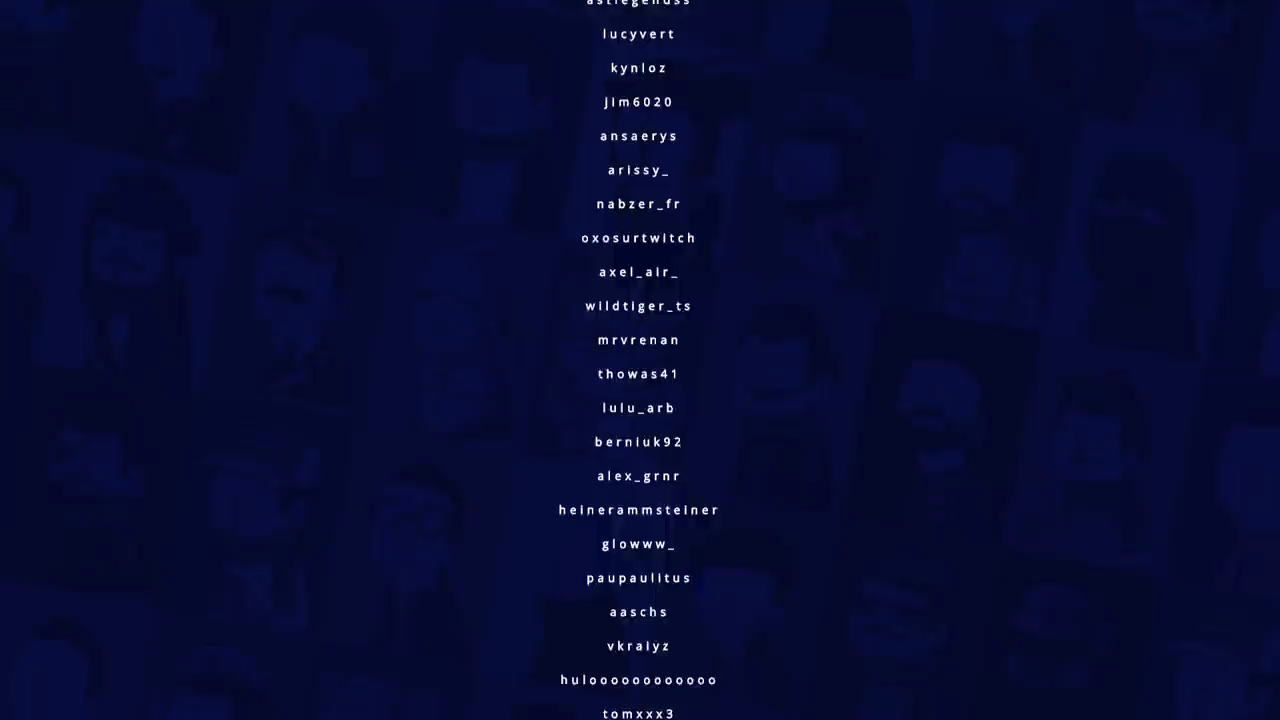 lucyvert
kynloz
jim6020
ansaerys
arissy_
nabzer_fr
oxosurtwitch
axel_air_
wildtiger_ts
mrvrenan
thowas41
lulu_arb
berniuk92
alex_grnr
heinerammsteiner
glowww_
paupaulitus
aaschs
vkralyz
huloooooooooooo
tomxxx3